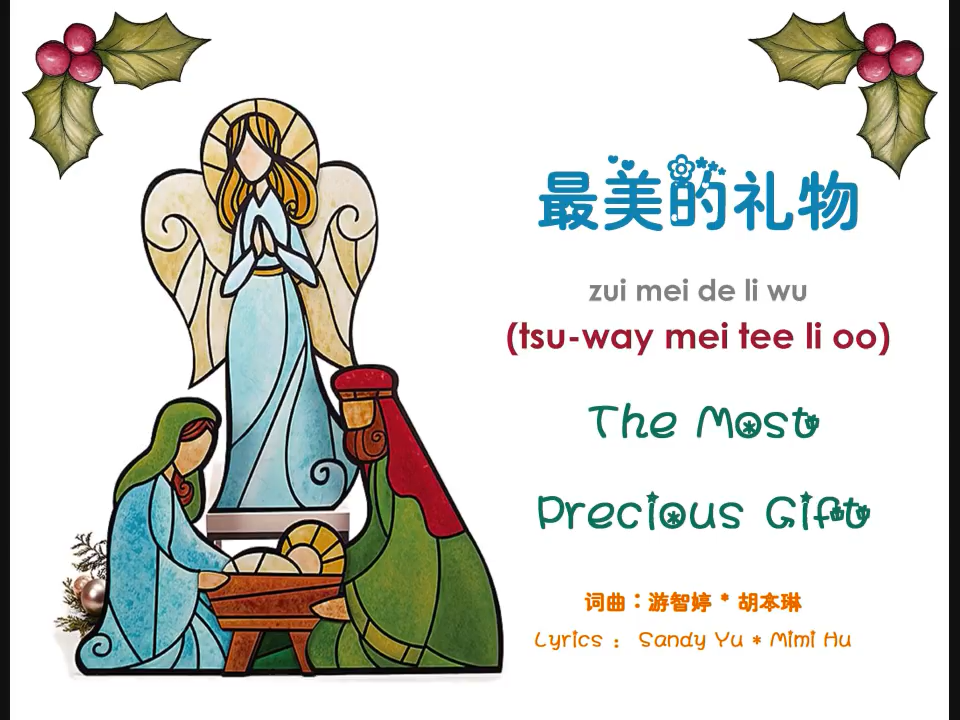 最美的礼物
zui mei de li wu
(tsu-way mei tee li oo)
The Most
Precious Gift
词曲：游智婷 * 胡本琳
Lyrics : Sandy Yu * Mimi Hu